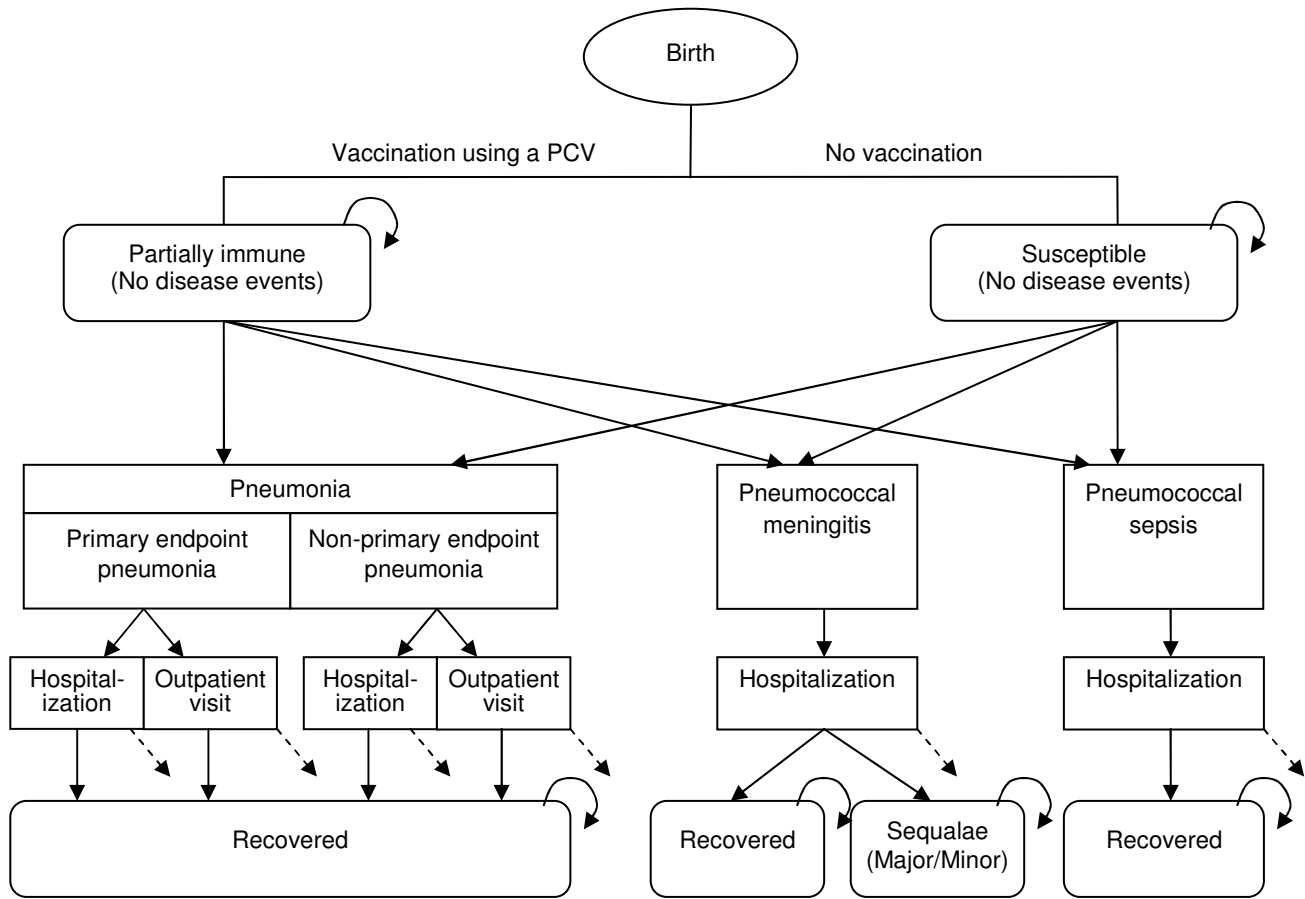 Birth
Vaccination using a PCV
No vaccination
Partially immune
(No disease events)
Susceptible
(No disease events)
Pneumonia
Primary endpoint
pneumonia
Non-primary endpoint
pneumonia
Pneumococcal
meningitis
Pneumococcal
sepsis
Hospital-
ization
Outpatient
visit
Hospital-
ization
Outpatient
visit
Hospitalization
Hospitalization
Recovered
Recovered
Sequalae
(Major/Minor)
Recovered